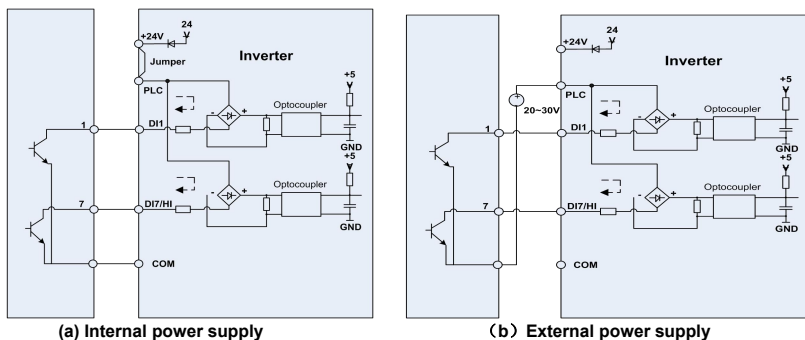 24
+24V
Jumper
Inverter
PLC
+5
Optocoupler
1
DI1
- +
GND
+5
Optocoupler
7
DI7/HI
- +
GND
COM
(a) Internal power supply
24
+24V
Inverter
PLC
20~30V
+
+5
Optocoupler
1
DI1
- +
GND
+5
Optocoupler
7
DI7/HI
- +
GND
COM
（b）External power supply